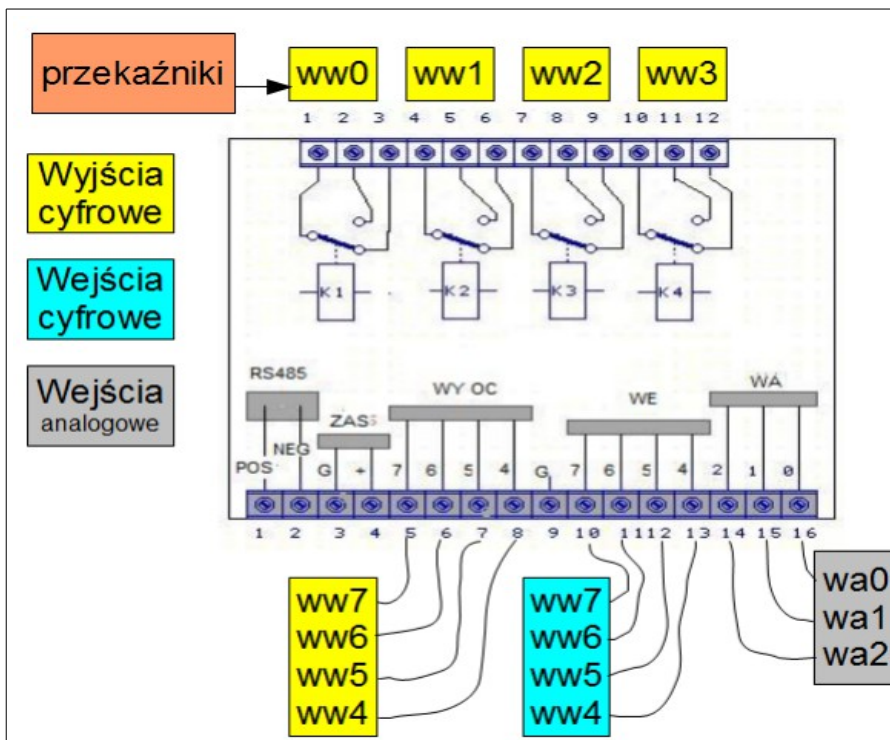 przekaźniki
ww0 ww1 ww2 ww3
1 2 3 4 5 6 7 8 9 10 11 12
Wyjścia
cyfrowe
Wejścia
cyfrowe
Wejścia
analogowe
K1 K2 K3 K4
RS485
ZAS
WY OC
WE
WA
POS NEG G + 7 6 5 4 G 7 6 5 4 2 1 0
1 2 3 4 5 6 7 8 9 10 11 12 13 14 15 16
ww7
ww6
ww5
ww4
ww7
ww6
ww5
ww4
wa0
wa1
wa2